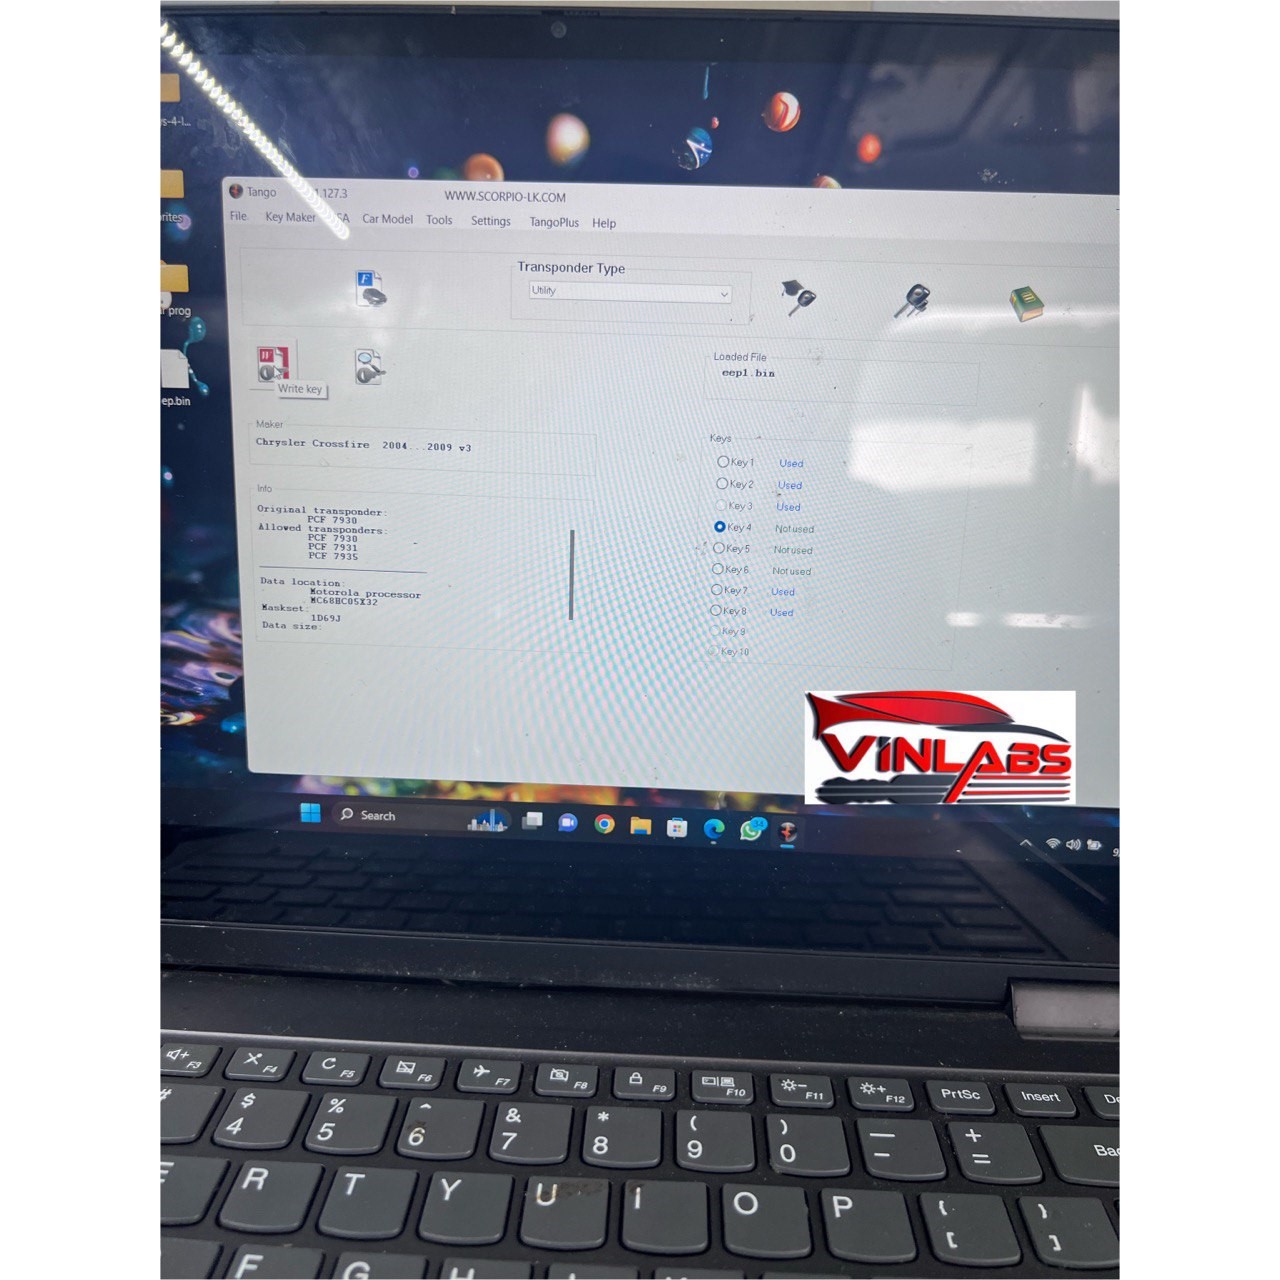 Tango
.127.3
WWW.SCORPIO-LK.COM
File
Key Maker
Car Model
Tools
Settings
TangoPlus
Help
Transponder Type
Utility
Write key
Loaded File
eep1.bin
Maker
Chrysler Crossfire 2004...2009 v3
Info
Original transponder:
PCF 7930
Allowed transponders:
PCF 7930
PCF 7931
PCF 7935
Data location:
Motorola processor
MC68HC05X32
Maskset:
1D69J
Data size:
Keys
Key 1 Used
Key 2 Used
Key 3 Used
Key 4 Not used
Key 5 Not used
Key 6 Not used
Key 7 Used
Key 8 Used
Key 9
Key 10
prog
ep.bin
VINLABS
Search
34
F3 F4 F5 F6 F7 F8 F9 F10 F11 F12 PrtSc Insert
$ % ^ & * ( ) — +
4 5 6 7 8 9 0 - =
R T Y U I O P { }
[ ]
F G H